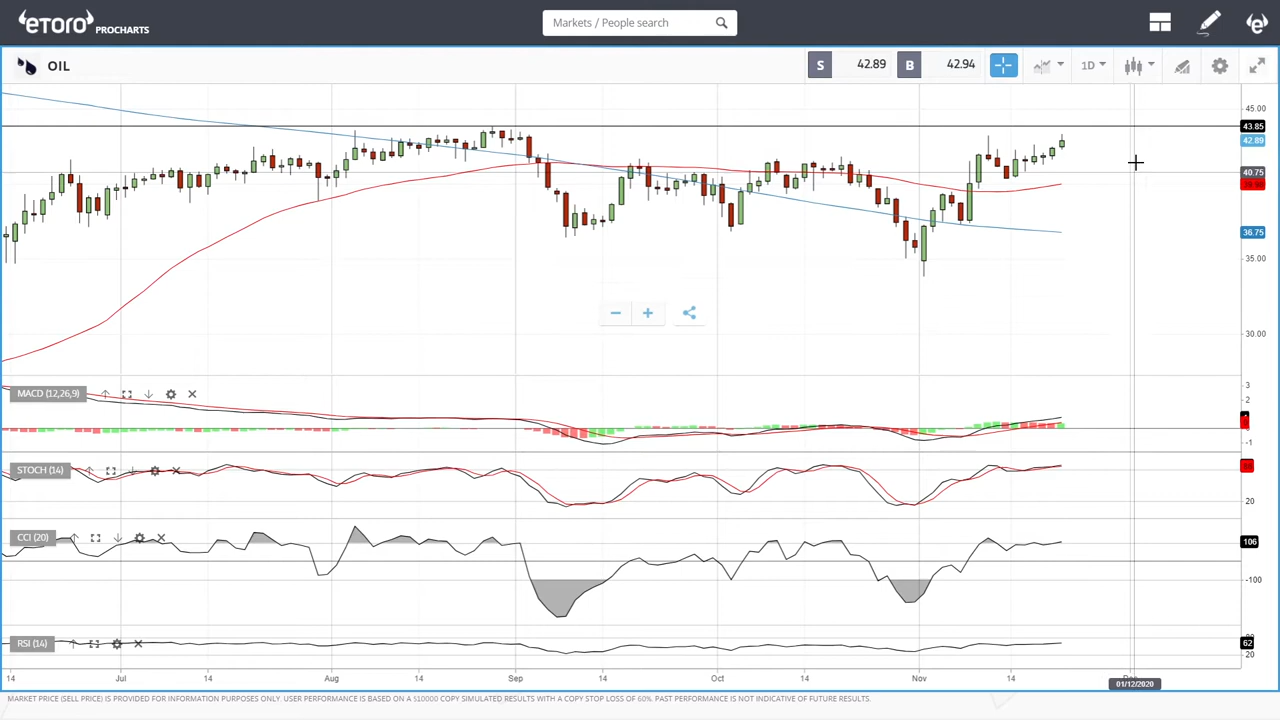 eTORO PROCHARTS
Markets / People search
OIL
S 42.89 B 42.94
1D
45.00
43.85
42.89
40.75
36.75
35.00
30.00
MACD (12,26,9)
3
2
-1
STOCH (14)
20
CCI (20)
106
-100
RSI (14)
62
20
14 Jul 14 Aug 14 Sep 14 Oct 14 Nov 14
01/12/2020
MARKET PRICE (SELL PRICE) IS PROVIDED FOR INFORMATION PURPOSES ONLY. USER PERFORMANCE IS BASED ON A $10000 COPY SIMULATED RESULTS WITH A COPY STOP LOSS OF 60%. PAST PERFORMANCE IS NOT INDICATIVE OF FUTURE RESULTS.